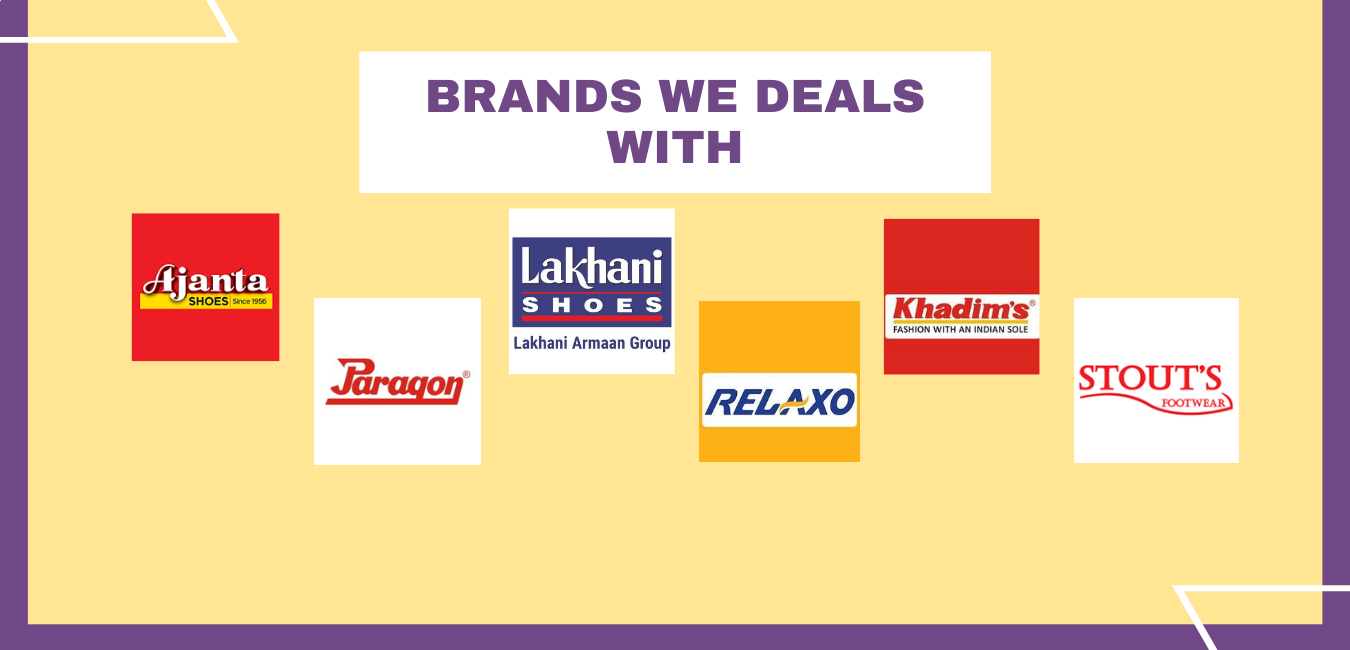 BRANDS WE DEALS
WITH
Ajanta
SHOES Since 1956
Paragon®
Lakhani
SHOES
Lakhani Armaan Group
RELAXO
Khadim's®
FASHION WITH AN INDIAN SOLE
STOUT'S
FOOTWEAR